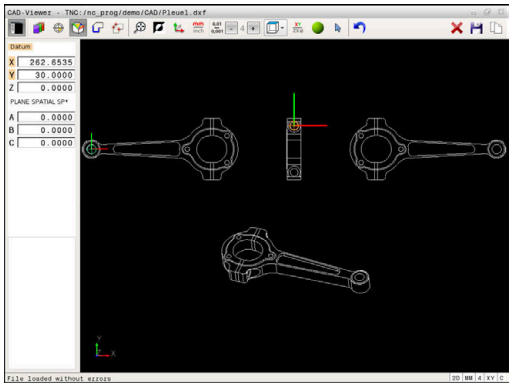 CAD-Viewer - TNC:/nc_prog/demo/CAD/Pleuel.dxf
mm
inch
0,01
0,001
4
XY
ZXØ
Datum
X 262.6535
Y 30.0000
Z 0.0000
PLANE SPATIAL SP*
A 0.0000
B 0.0000
C 0.0000
Y
Z X
File loaded without errors
2D MM 4 XY C